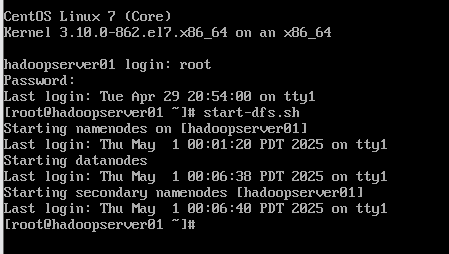 CentOS Linux 7 (Core)
Kernel 3.10.0-862.el7.x86_64 on an x86_64
hadoopserver01 login: root
Password:
Last login: Tue Apr 29 20:54:00 on tty1
[root@hadoopserver01 ~]# start-dfs.sh
Starting namenodes on [hadoopserver01]
Last login: Thu May  1 00:01:20 PDT 2025 on tty1
Starting datanodes
Last login: Thu May  1 00:06:38 PDT 2025 on tty1
Starting secondary namenodes [hadoopserver01]
Last login: Thu May  1 00:06:40 PDT 2025 on tty1
[root@hadoopserver01 ~]#